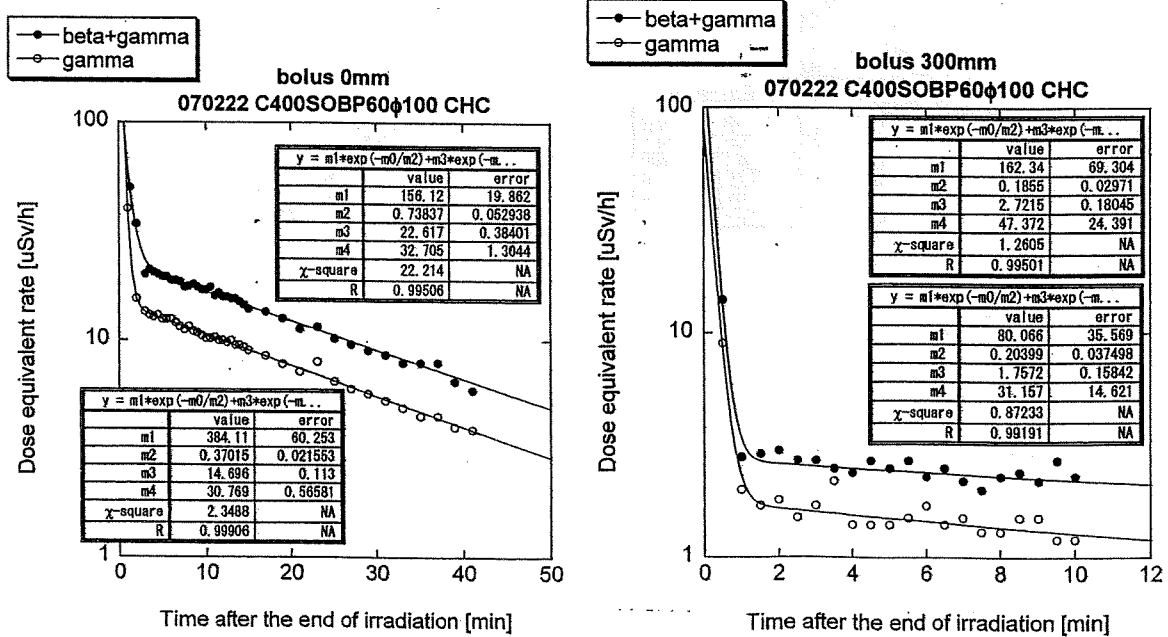 beta+gamma
gamma
bolus 0mm
070222 C400SOBP60ϕ100 CHC
Dose equivalent rate [uSv/h]
100
10
1
y = m1*exp(-m0/m2)+m3*exp(-m...
value error
m1 156.12 19.862
m2 0.73837 0.052938
m3 22.617 0.38401
m4 32.705 1.3044
χ-square 22.214 NA
R 0.99506 NA
y = m1*exp(-m0/m2)+m3*exp(-m...
value error
m1 384.11 60.253
m2 0.37015 0.021553
m3 14.696 0.113
m4 30.769 0.56581
χ-square 2.3488 NA
R 0.99906 NA
0 10 20 30 40 50
Time after the end of irradiation [min]
beta+gamma
gamma
bolus 300mm
070222 C400SOBP60ϕ100 CHC
Dose equivalent rate [uSv/h]
100
10
1
y = m1*exp(-m0/m2)+m3*exp(-m...
value error
m1 162.34 69.304
m2 0.1855 0.02971
m3 2.7215 0.18045
m4 47.372 24.391
χ-square 1.2605 NA
R 0.99501 NA
y = m1*exp(-m0/m2)+m3*exp(-m...
value error
m1 80.066 35.569
m2 0.20399 0.037498
m3 1.7572 0.15842
m4 31.157 14.621
χ-square 0.87233 NA
R 0.99191 NA
0 2 4 6 8 10 12
Time after the end of irradiation [min]